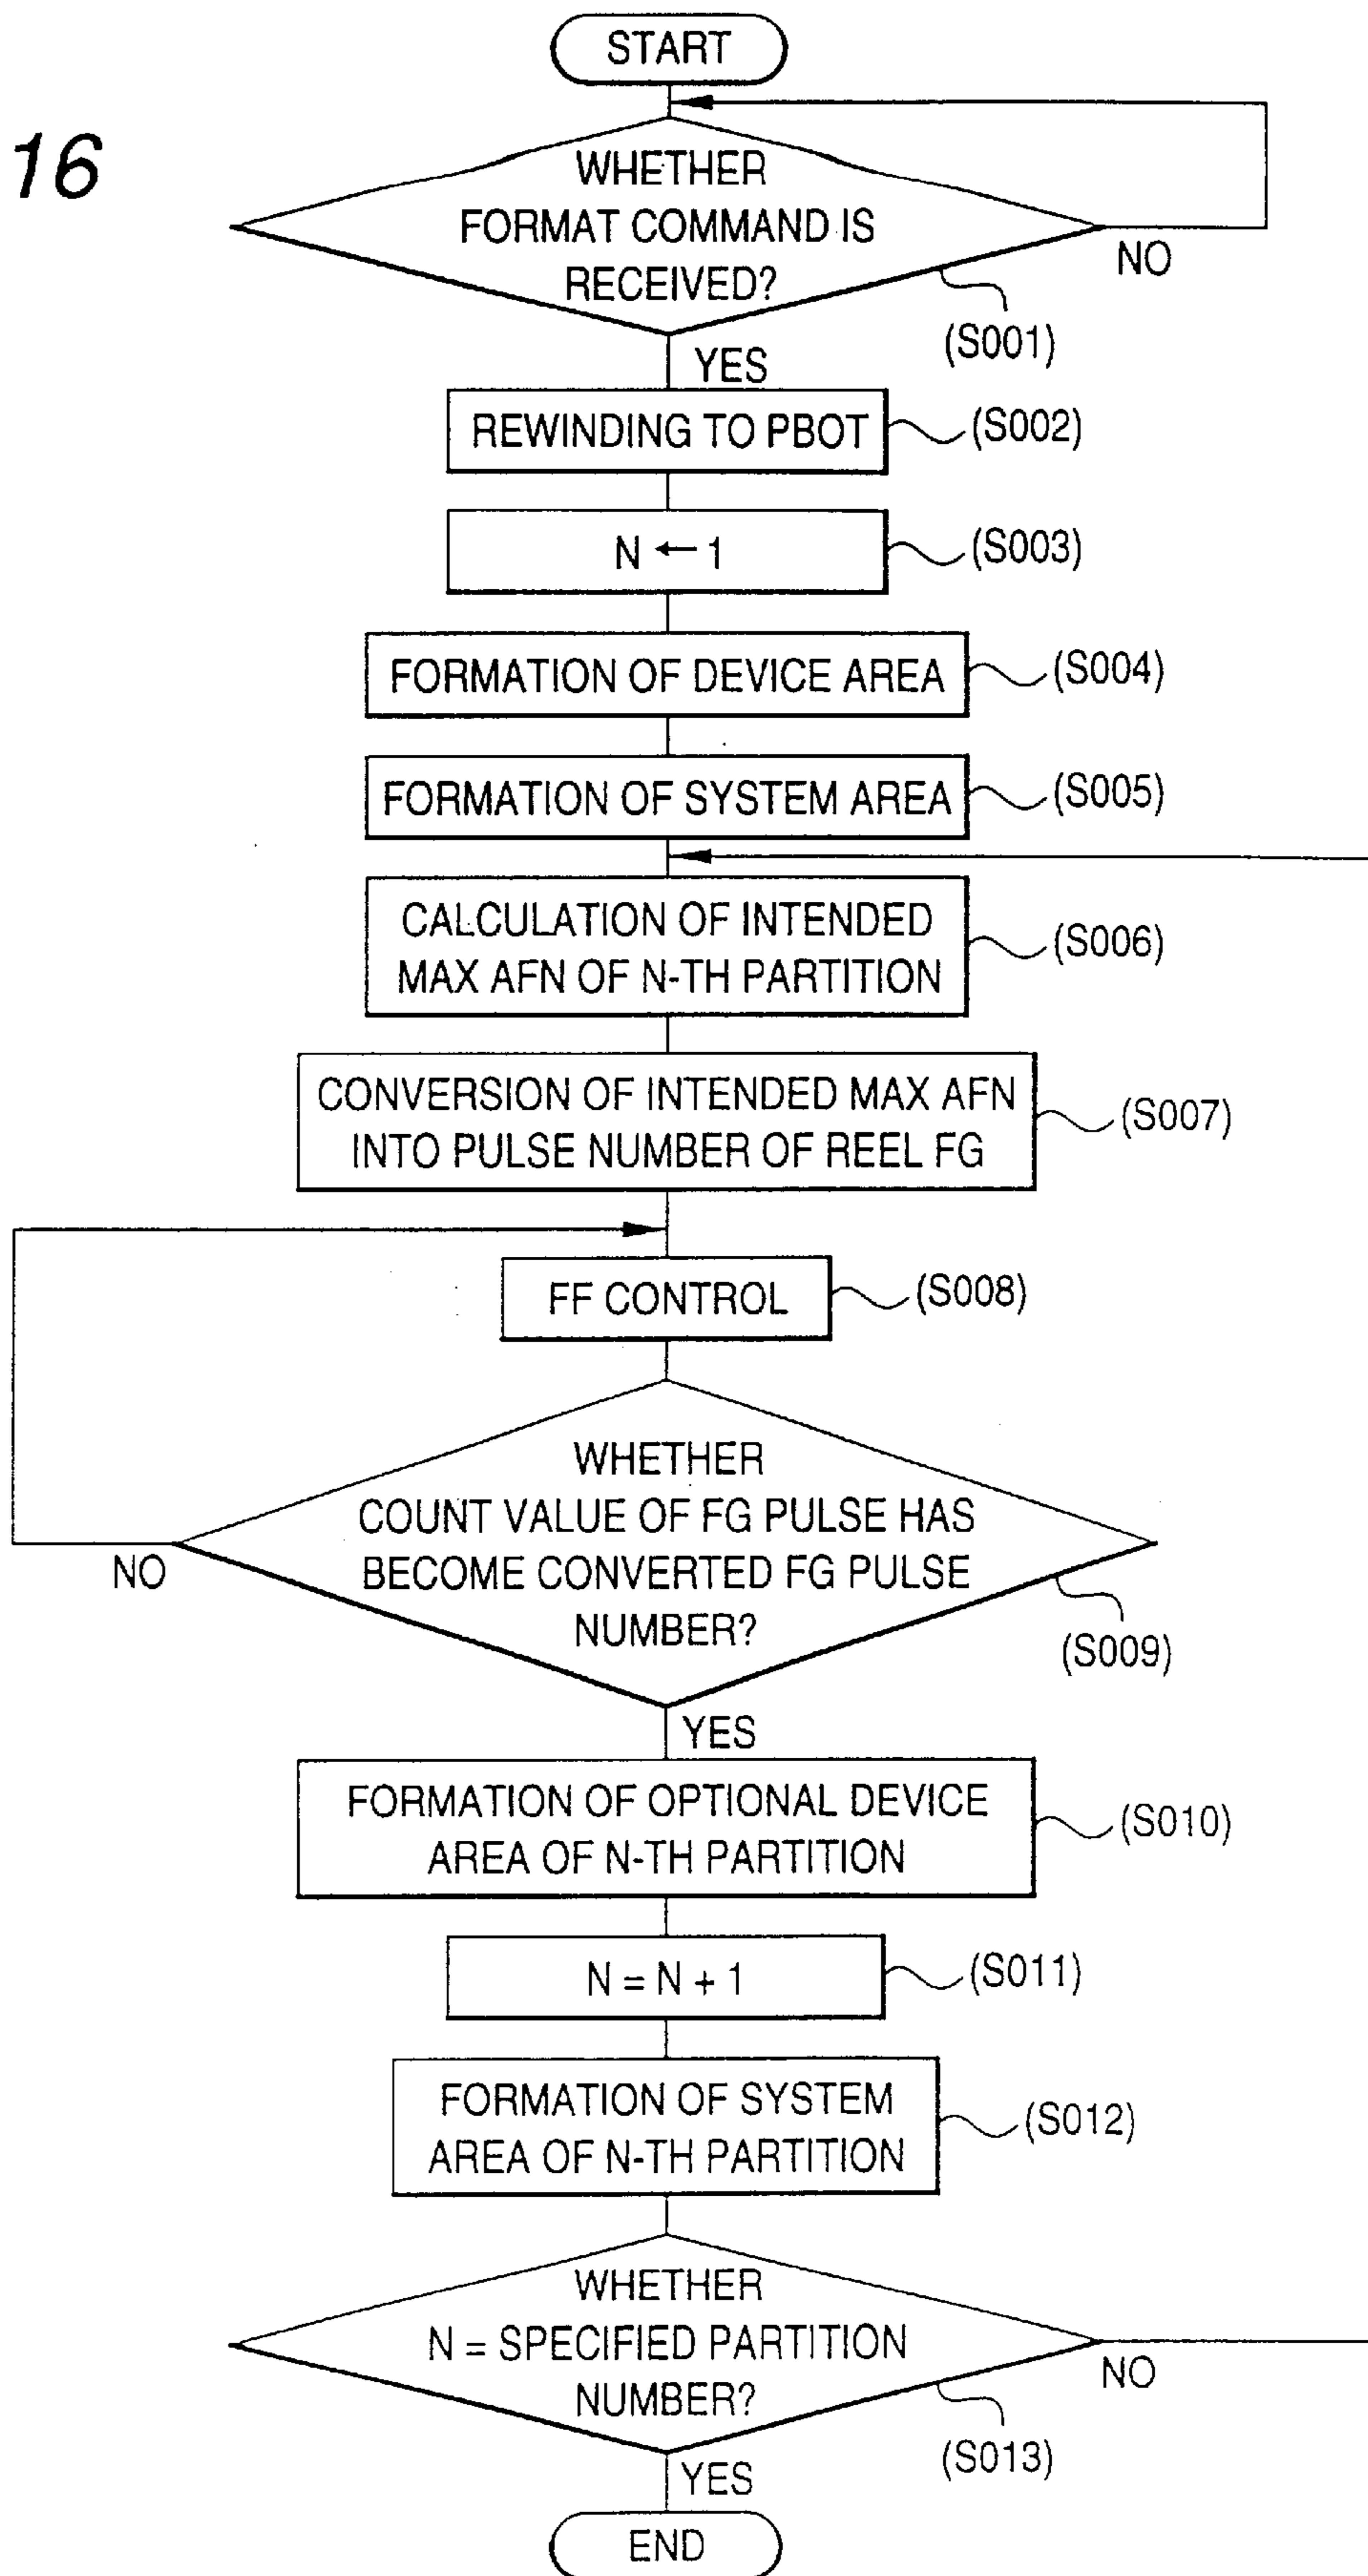 START
16
WHETHER
FORMAT COMMAND IS
RECEIVED?
NO
(S001)
YES
REWINDING TO PBOT
(S002)
N ← 1
(S003)
FORMATION OF DEVICE AREA
(S004)
FORMATION OF SYSTEM AREA
(S005)
CALCULATION OF INTENDED
MAX AFN OF N-TH PARTITION
(S006)
CONVERSION OF INTENDED MAX AFN
INTO PULSE NUMBER OF REEL FG
(S007)
FF CONTROL
(S008)
WHETHER
COUNT VALUE OF FG PULSE HAS
BECOME CONVERTED FG PULSE
NUMBER?
NO
(S009)
YES
FORMATION OF OPTIONAL DEVICE
AREA OF N-TH PARTITION
(S010)
N = N + 1
(S011)
FORMATION OF SYSTEM
AREA OF N-TH PARTITION
(S012)
WHETHER
N = SPECIFIED PARTITION
NUMBER?
NO
(S013)
YES
END